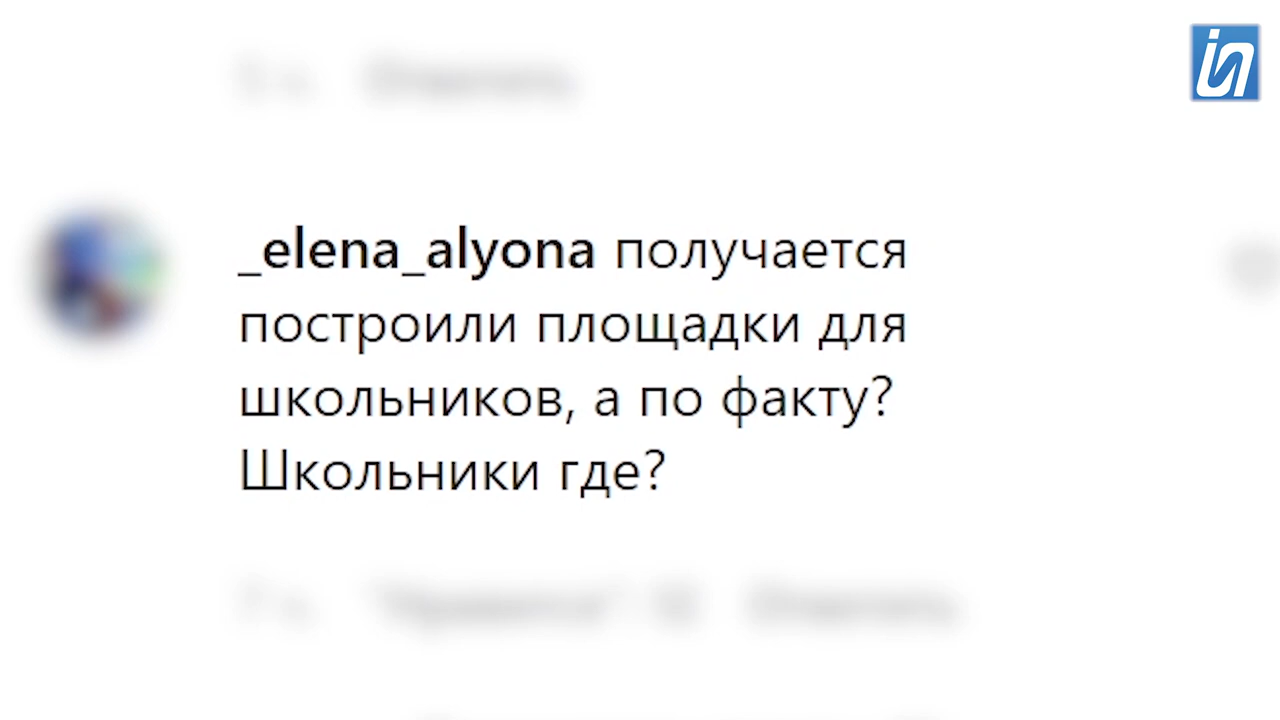 _elena_alyona получается
построили площадки для
школьников, а по факту?
Школьники где?